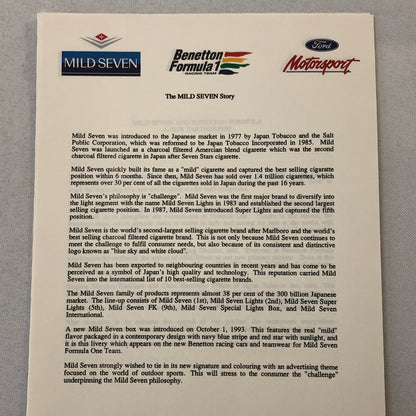 MILD SEVEN
Benetton
Formula 1
RACING TEAM
Ford
Motorsport
The MILD SEVEN Story
Mild Seven was introduced to the Japanese market in 1977 by Japan Tobacco and the Salt
Public Corporation, which was reformed to Japan Tobacco Incorporated in 1985. Mild
Seven was launched as a charcoal filtered Amercian blend cigarette which was the second
charcoal filtered cigarette in Japan after Seven Stars cigarette.
Mild Seven quickly built its fame as a "mild" cigarette and captured the best selling cigaratte
position within 6 months. Since then, Mild Seven has sold over 1.4 trillion cigarettes, which
represents over 30 per cent of all the cigarettes sold in Japan during the past 16 years.
Mild Seven's philosophy is "challenge". Mild Seven was the first major brand to diversity into
the light segment with the name Mild Seven Lights in 1983 and established the second largest
selling cigarette position. In 1987, Mild Seven introduced Super Lights and captured the fifth
position.
Mild Seven is the world's second-largest selling cigarette brand after Marlboro and the world's
best selling charcoal filtered cigarette brand. This is not only because Mild Seven continues to
meet the challenge to fulfil consumer needs, but also because of its consistent and distinctive
logo known as "blue sky and white cloud".
Mild Seven has been exported to neighbouring countries in recent years and has come to be
perceived as a symbol of Japan's high quality and technology. This reputation carried Mild
Seven into the international list of 10 best-selling cigarette brands.
The Mild Seven family of products represents almost 38 per cent of the 300 billion Japanese
market. The line-up consists of Mild Seven (1st), Mild Seven Lights (2nd), Mild Seven Super
Lights (5th), Mild Seven FK (9th), Mild Seven Special Lights Box, and Mild Seven
International.
A new Mild Seven box was introduced on October 1, 1993. This features the real "mild"
flavor packaged in a contemporary design with navy blue stripe and red star with sunlight, and
it is this livery which appears on the new Benetton racing cars and teamwear for Mild Seven
Formula One Team.
Mild Seven strongly wished to tie in its new signature and colouring with an advertising theme
focused on the world of outdoor sports. This will stress to the consumer the "challenge"
underpinning the Mild Seven philosophy.